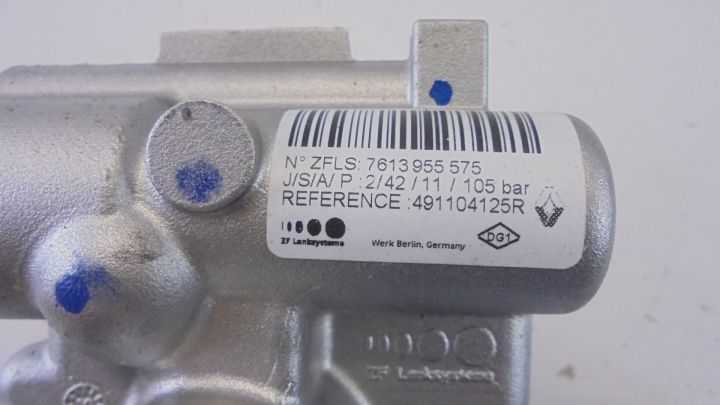 N° ZFLS: 7613 955 575
J/S/A/ P :2/42 / 11 / 105 bar
REFERENCE :491104125R
ZF Lenksysteme
Werk Berlin, Germany
DG1
ZF Lenksysteme